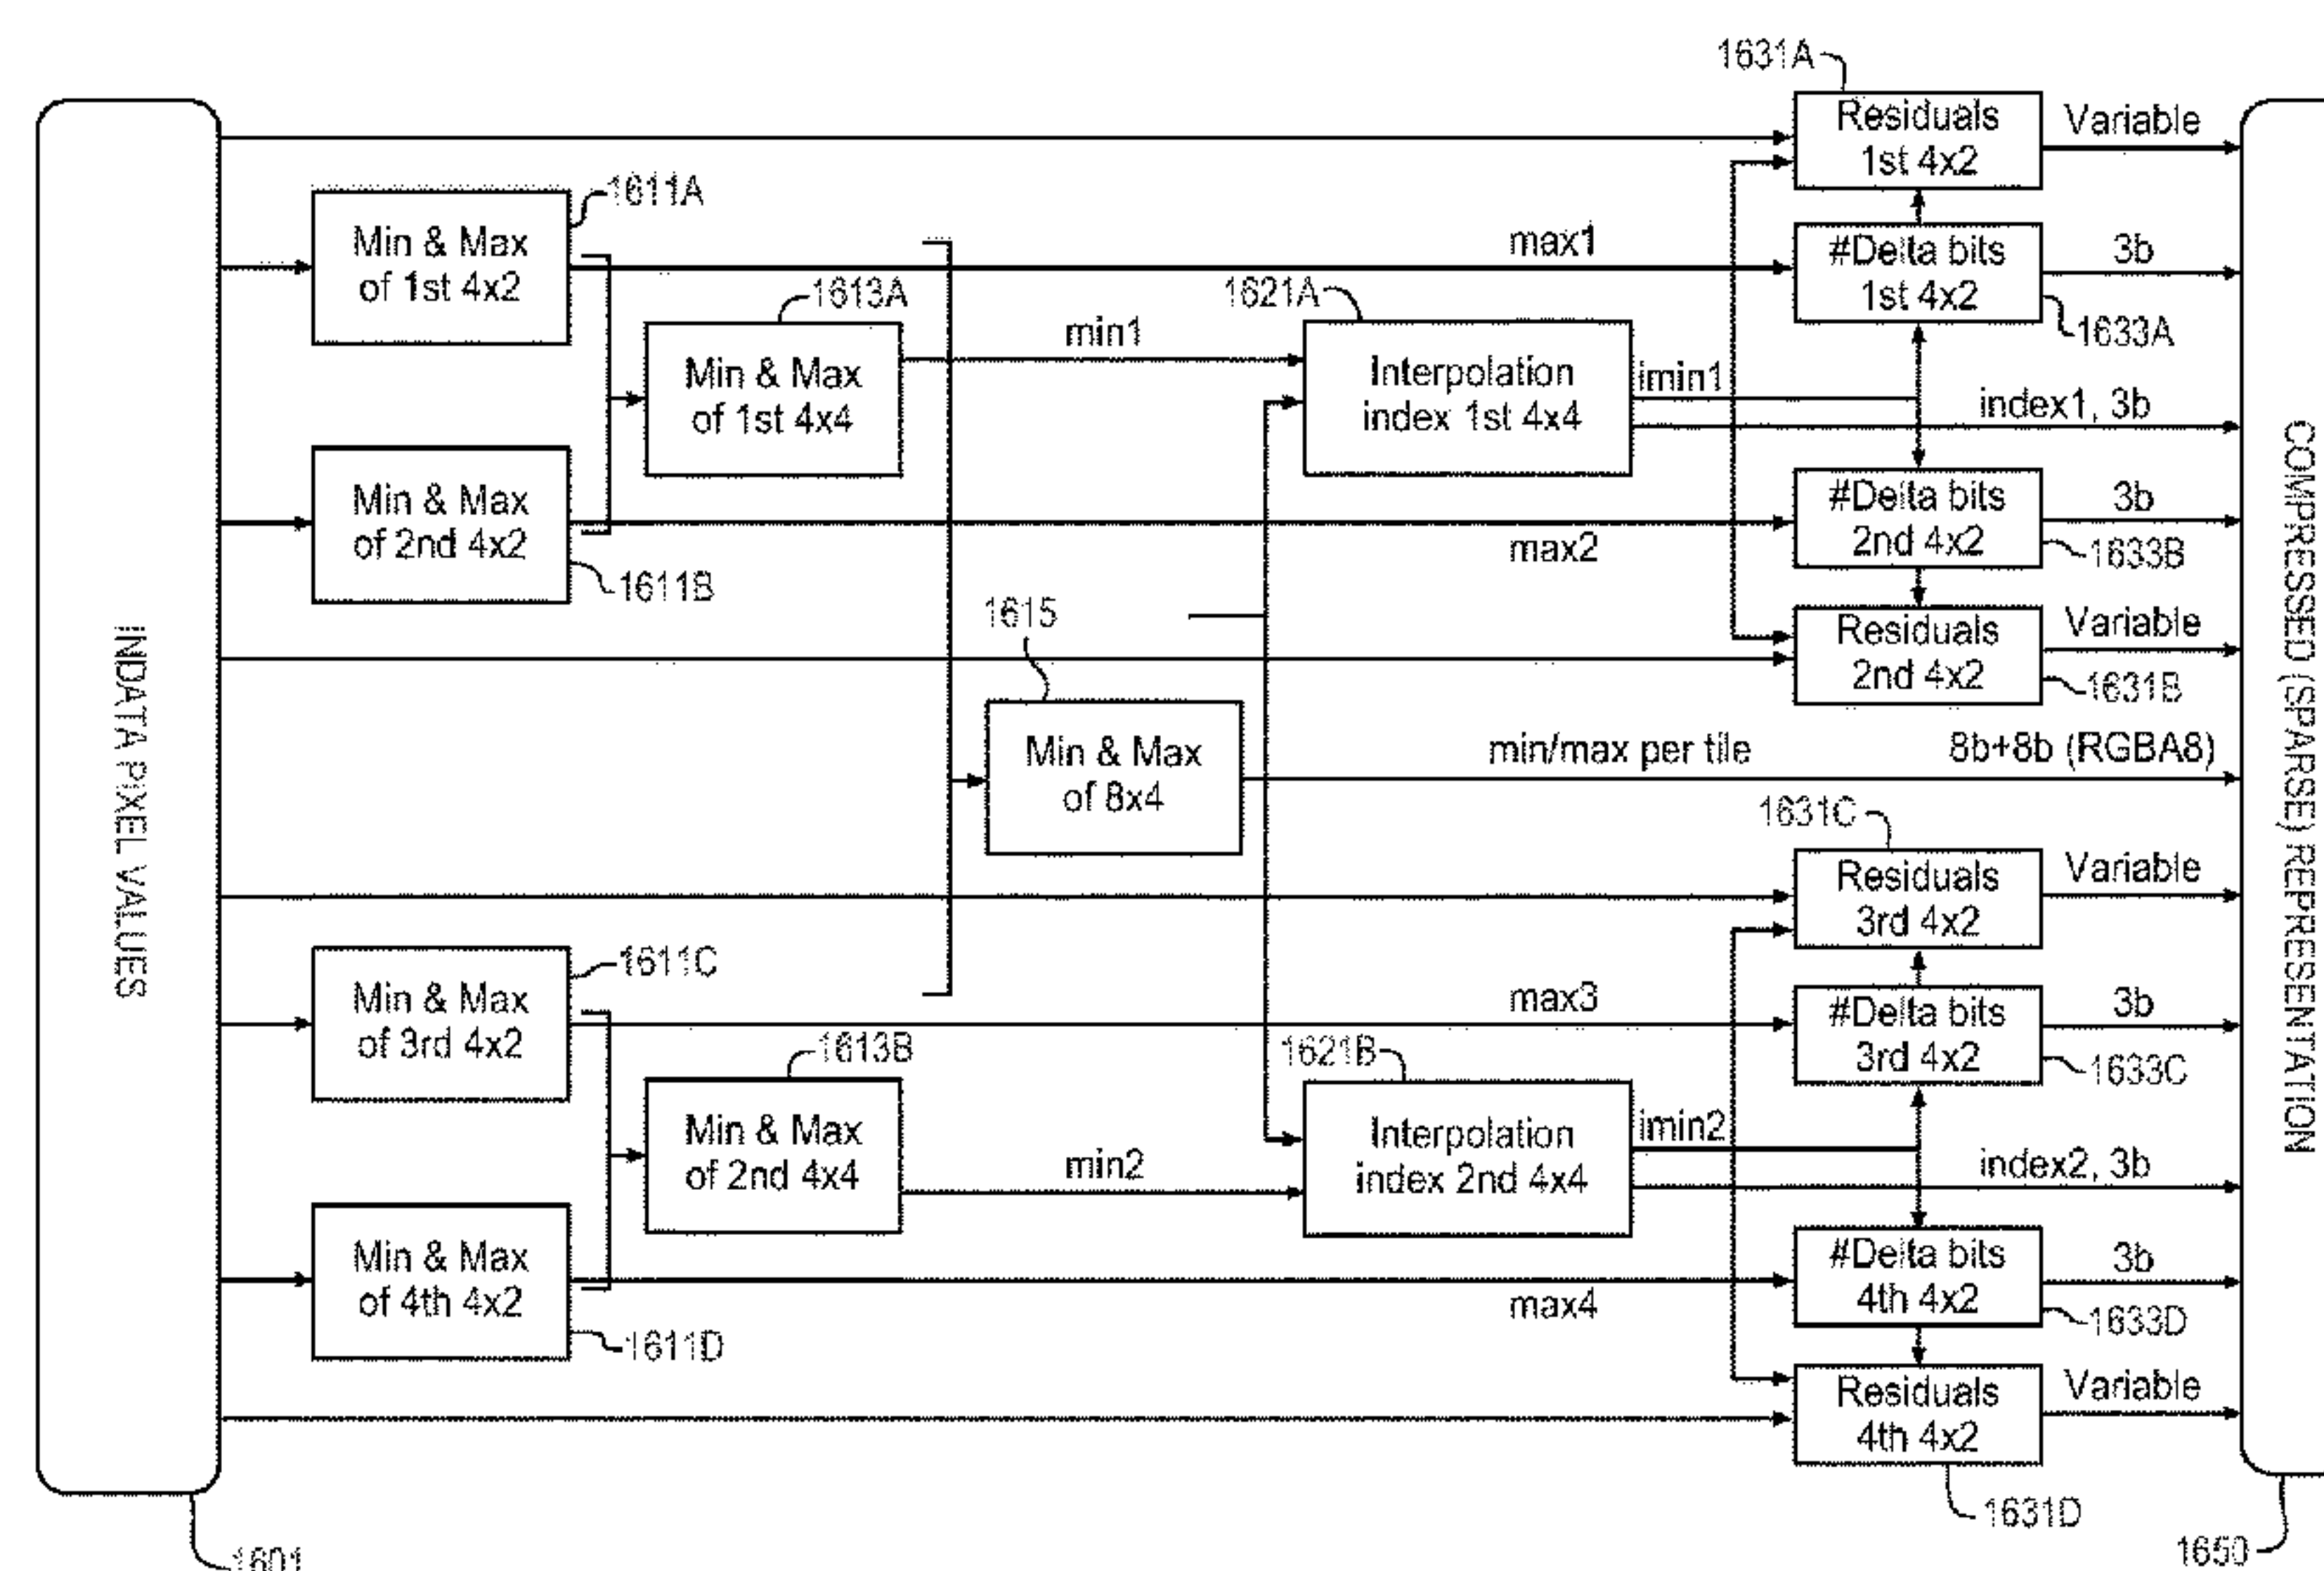 1631A
Residuals
1st 4x2
Variable
1611A
Min & Max
of 1st 4x2
max1
#Delta bits
1st 4x2
3b
1633A
1613A
Min & Max
of 1st 4x4
min1
1621A
Interpolation
index 1st 4x4
imin1
index1, 3b
Min & Max
of 2nd 4x2
1611B
max2
#Delta bits
2nd 4x2
3b
1633B
Residuals
2nd 4x2
Variable
1631B
1615
Min & Max
of 8x4
min/max per tile
8b+8b (RGBA8)
INDATA PIXEL VALUES
COMPRESSED (SPARSE) REPRESENTATION
1631C
Residuals
3rd 4x2
Variable
1611C
Min & Max
of 3rd 4x2
max3
#Delta bits
3rd 4x2
3b
1633C
1613B
Min & Max
of 2nd 4x4
min2
1621B
Interpolation
index 2nd 4x4
imin2
index2, 3b
Min & Max
of 4th 4x2
1611D
max4
#Delta bits
4th 4x2
3b
1633D
Residuals
4th 4x2
Variable
1631D
1601
1650